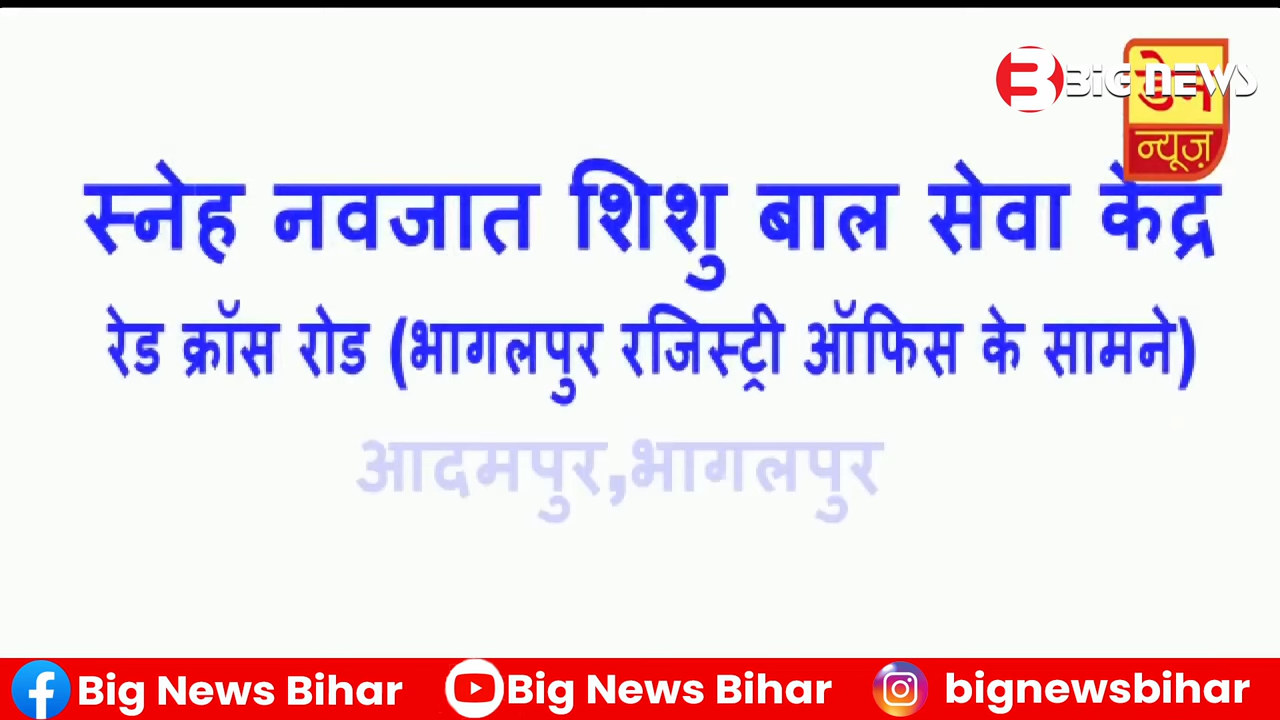 BIG NEWS
डेन
न्यूज़
स्नेह नवजात शिशु बाल सेवा केंद्र
रेड क्रॉस रोड (भागलपुर रजिस्ट्री ऑफिस के सामने)
आदमपुर,भागलपुर
Big News Bihar Big News Bihar bignewsbihar